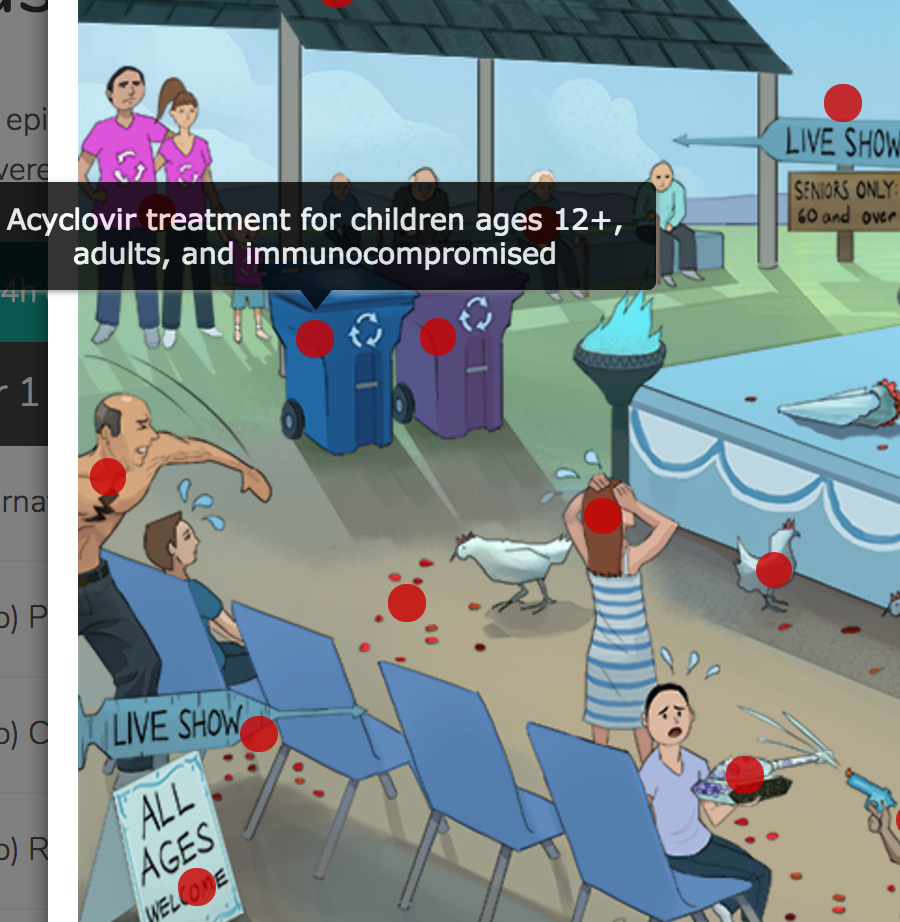 epi
LIVE SHOW
vere
SENIORS ONLY:
60 and over
Acyclovir treatment for children ages 12+,
adults, and immunocompromised
4h
r 1
rna
o) P
o) C
LIVE SHOW
ALL
AGES
WELCOME
o) R